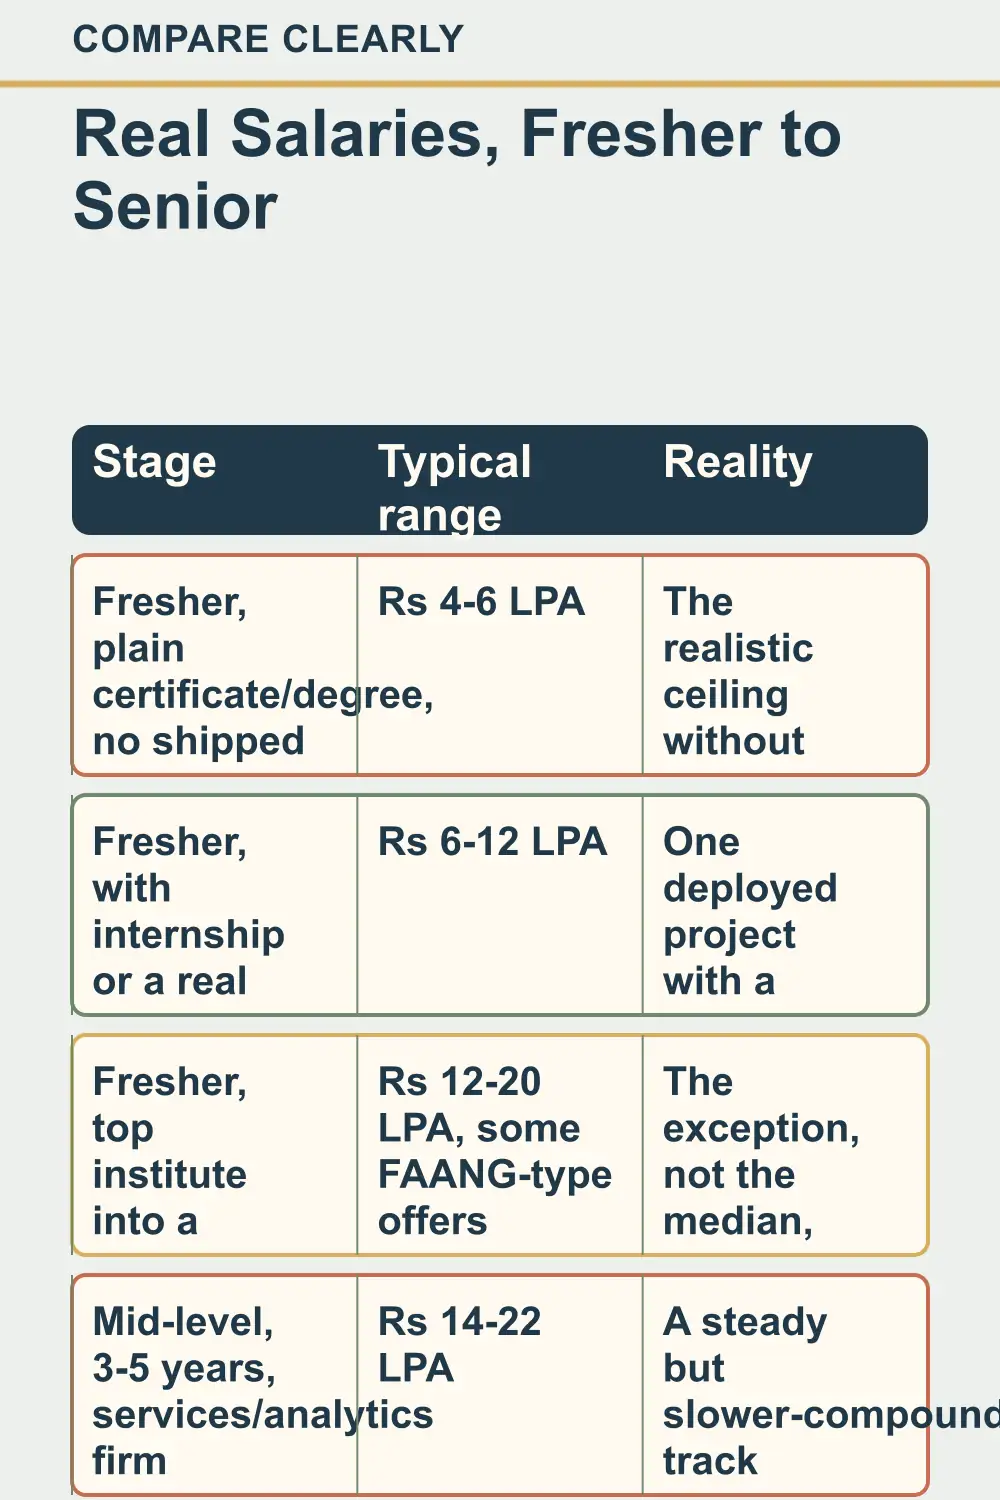 COMPARE CLEARLY
Real Salaries, Fresher to
Senior
Stage
Typical
range
Reality
Fresher,
plain
certificate/degree,
no shipped
Rs 4-6 LPA
The
realistic
ceiling
without
Fresher,
with
internship
or a real
Rs 6-12 LPA
One
deployed
project
with a
Fresher,
top
institute
into a
Rs 12-20
LPA, some
FAANG-type
offers
The
exception,
not the
median,
Mid-level,
3-5 years,
services/analytics
firm
Rs 14-22
LPA
A steady
but
slower-compound
track